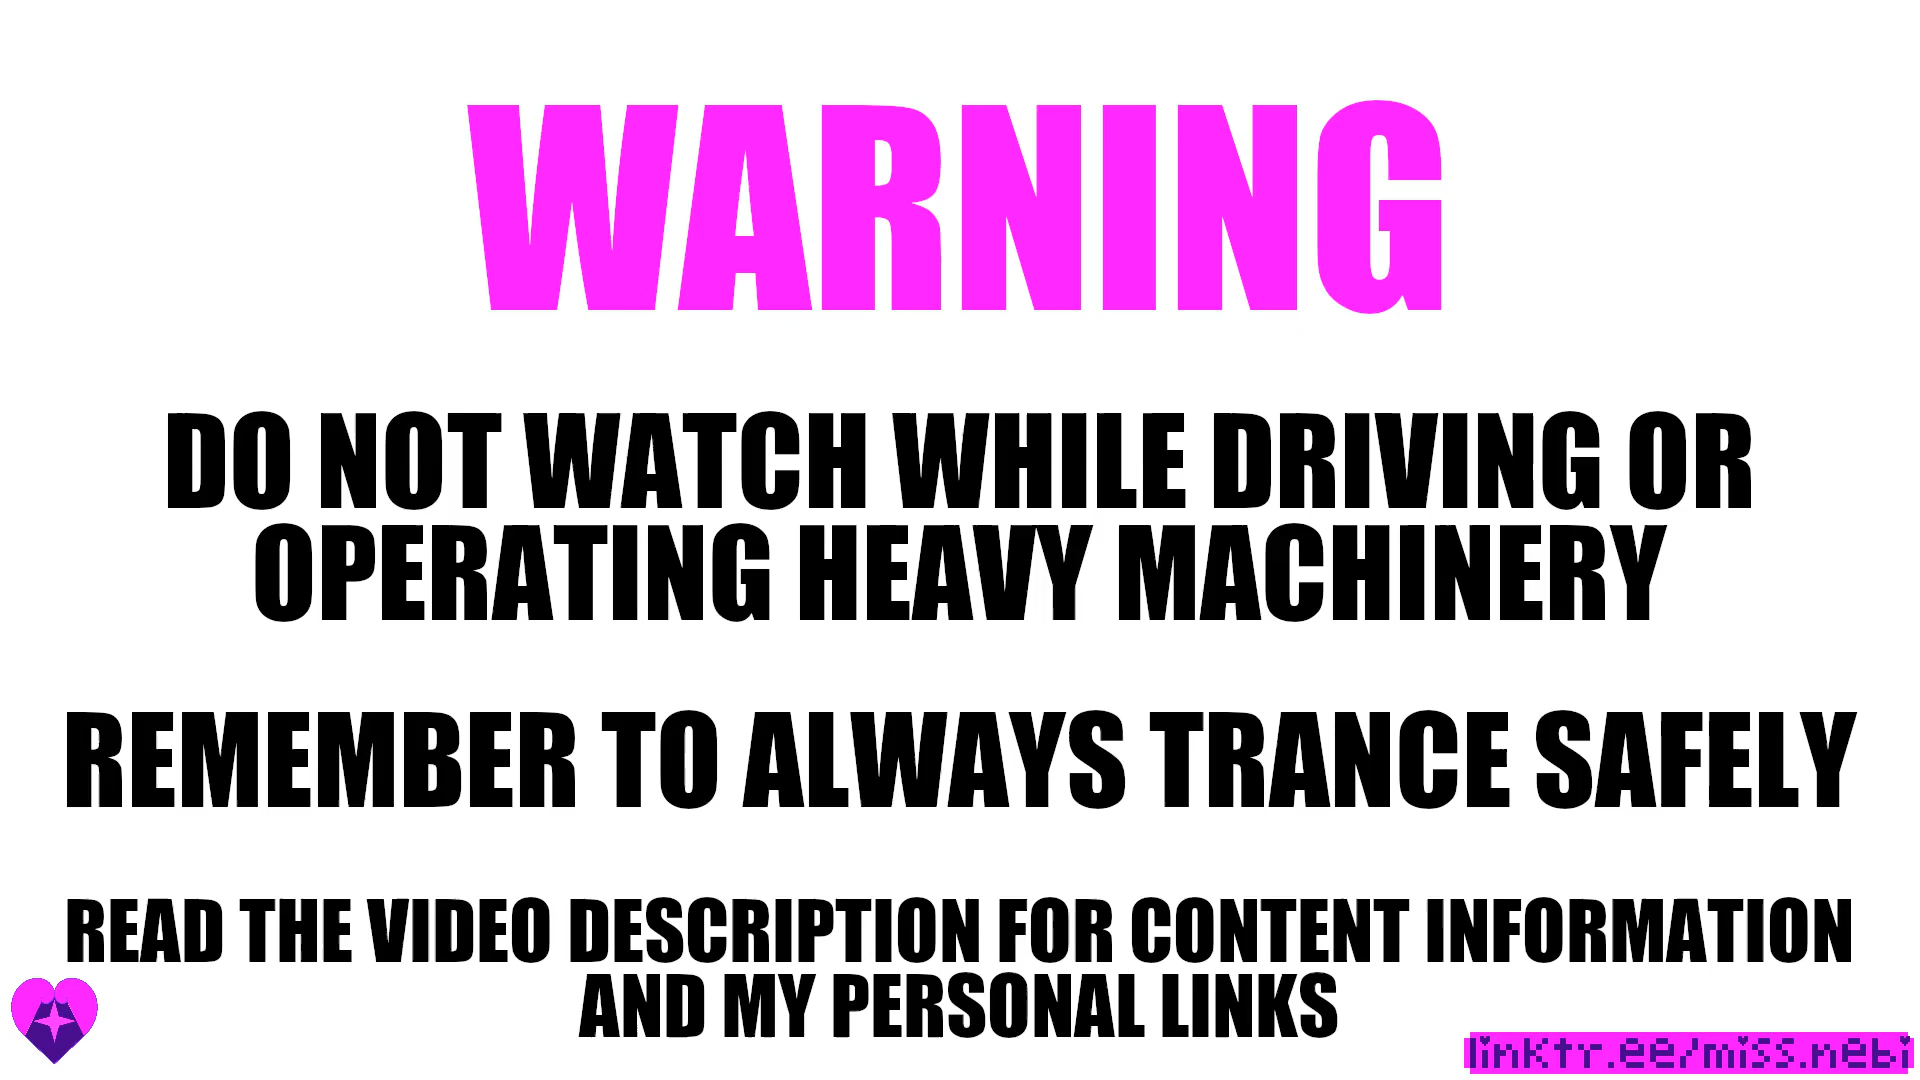 WARNING
DO NOT WATCH WHILE DRIVING OR
OPERATING HEAVY MACHINERY
REMEMBER TO ALWAYS TRANCE SAFELY
READ THE VIDEO DESCRIPTION FOR CONTENT INFORMATION
AND MY PERSONAL LINKS
linktr.ee/miss.nebi